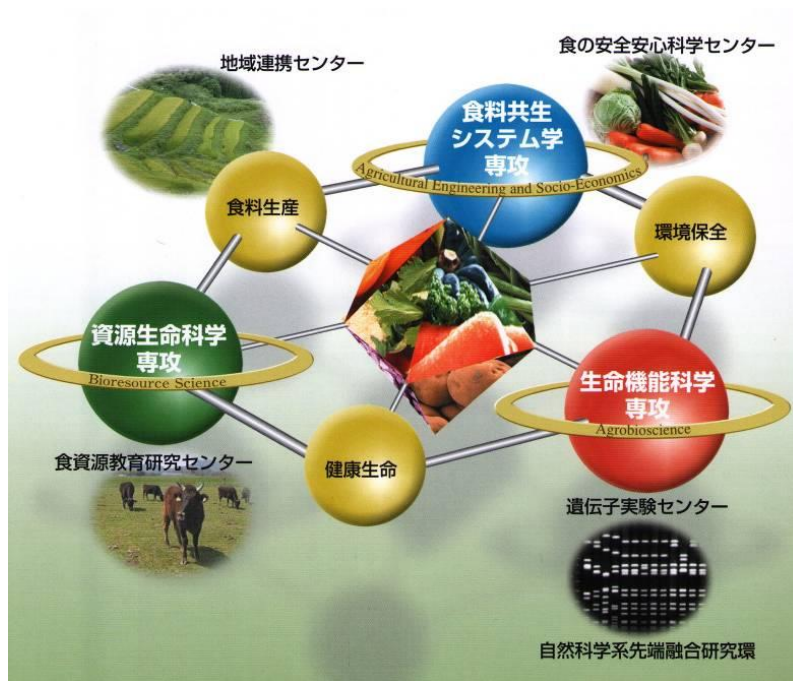 地域連携センター
食の安全安心科学センター
食料共生
システム学
専攻
Agricultural Engineering and Socio-Economics
食料生産
環境保全
資源生命科学
専攻
Bioresource Science
生命機能科学
専攻
Agrobioscience
食資源教育研究センター
健康生命
遺伝子実験センター
自然科学系先端融合研究環